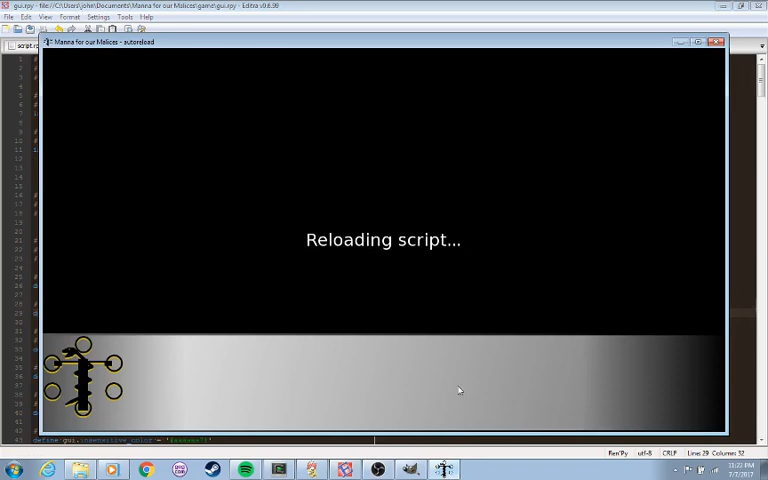 gui.rpy - file://C:\Users\john\Documents\Manna for our Malices\game\gui.rpy - Editra v0.6.99
File Edit View Format Settings Tools Help
Manna for our Malices - autoreload
Reloading script...
43 define gui.insensitive_color =
Ren'Py utf-8 CRLF Line: 29 Column: 32
11:22 PM
7/7/2017